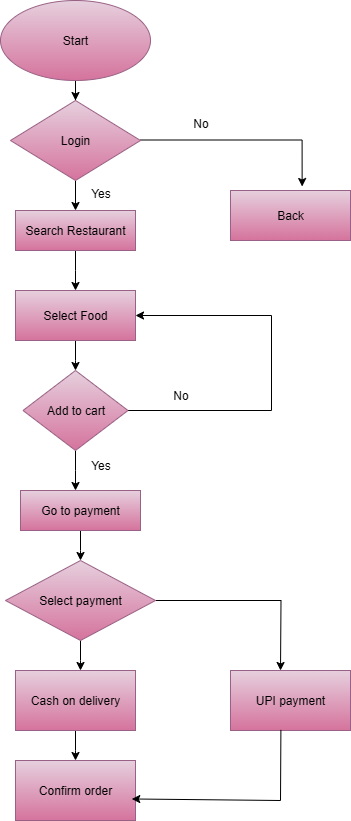 Start
Login
No
Yes
Search Restaurant
Back
Select Food
Add to cart
No
Yes
Go to payment
Select payment
Cash on delivery
UPI payment
Confirm order